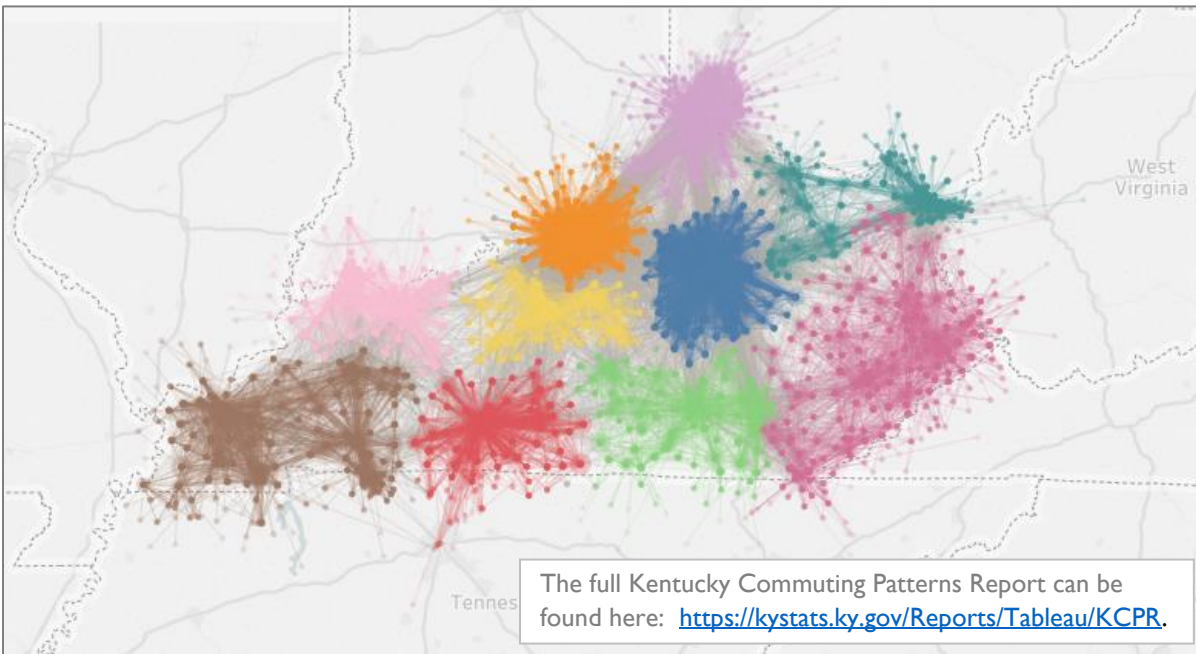 West
Virginia
Tennes
The full Kentucky Commuting Patterns Report can be
found here: https://kystats.ky.gov/Reports/Tableau/KCPR.